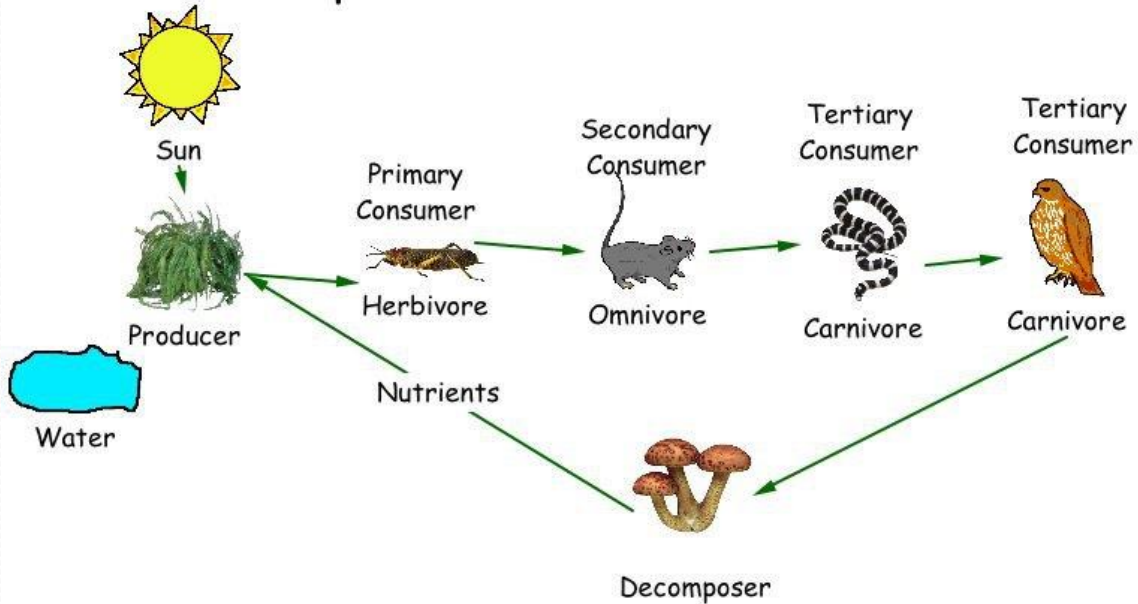 Sun
Producer
Water
Primary
Consumer
Herbivore
Secondary
Consumer
Omnivore
Tertiary
Consumer
Carnivore
Tertiary
Consumer
Carnivore
Nutrients
Decomposer